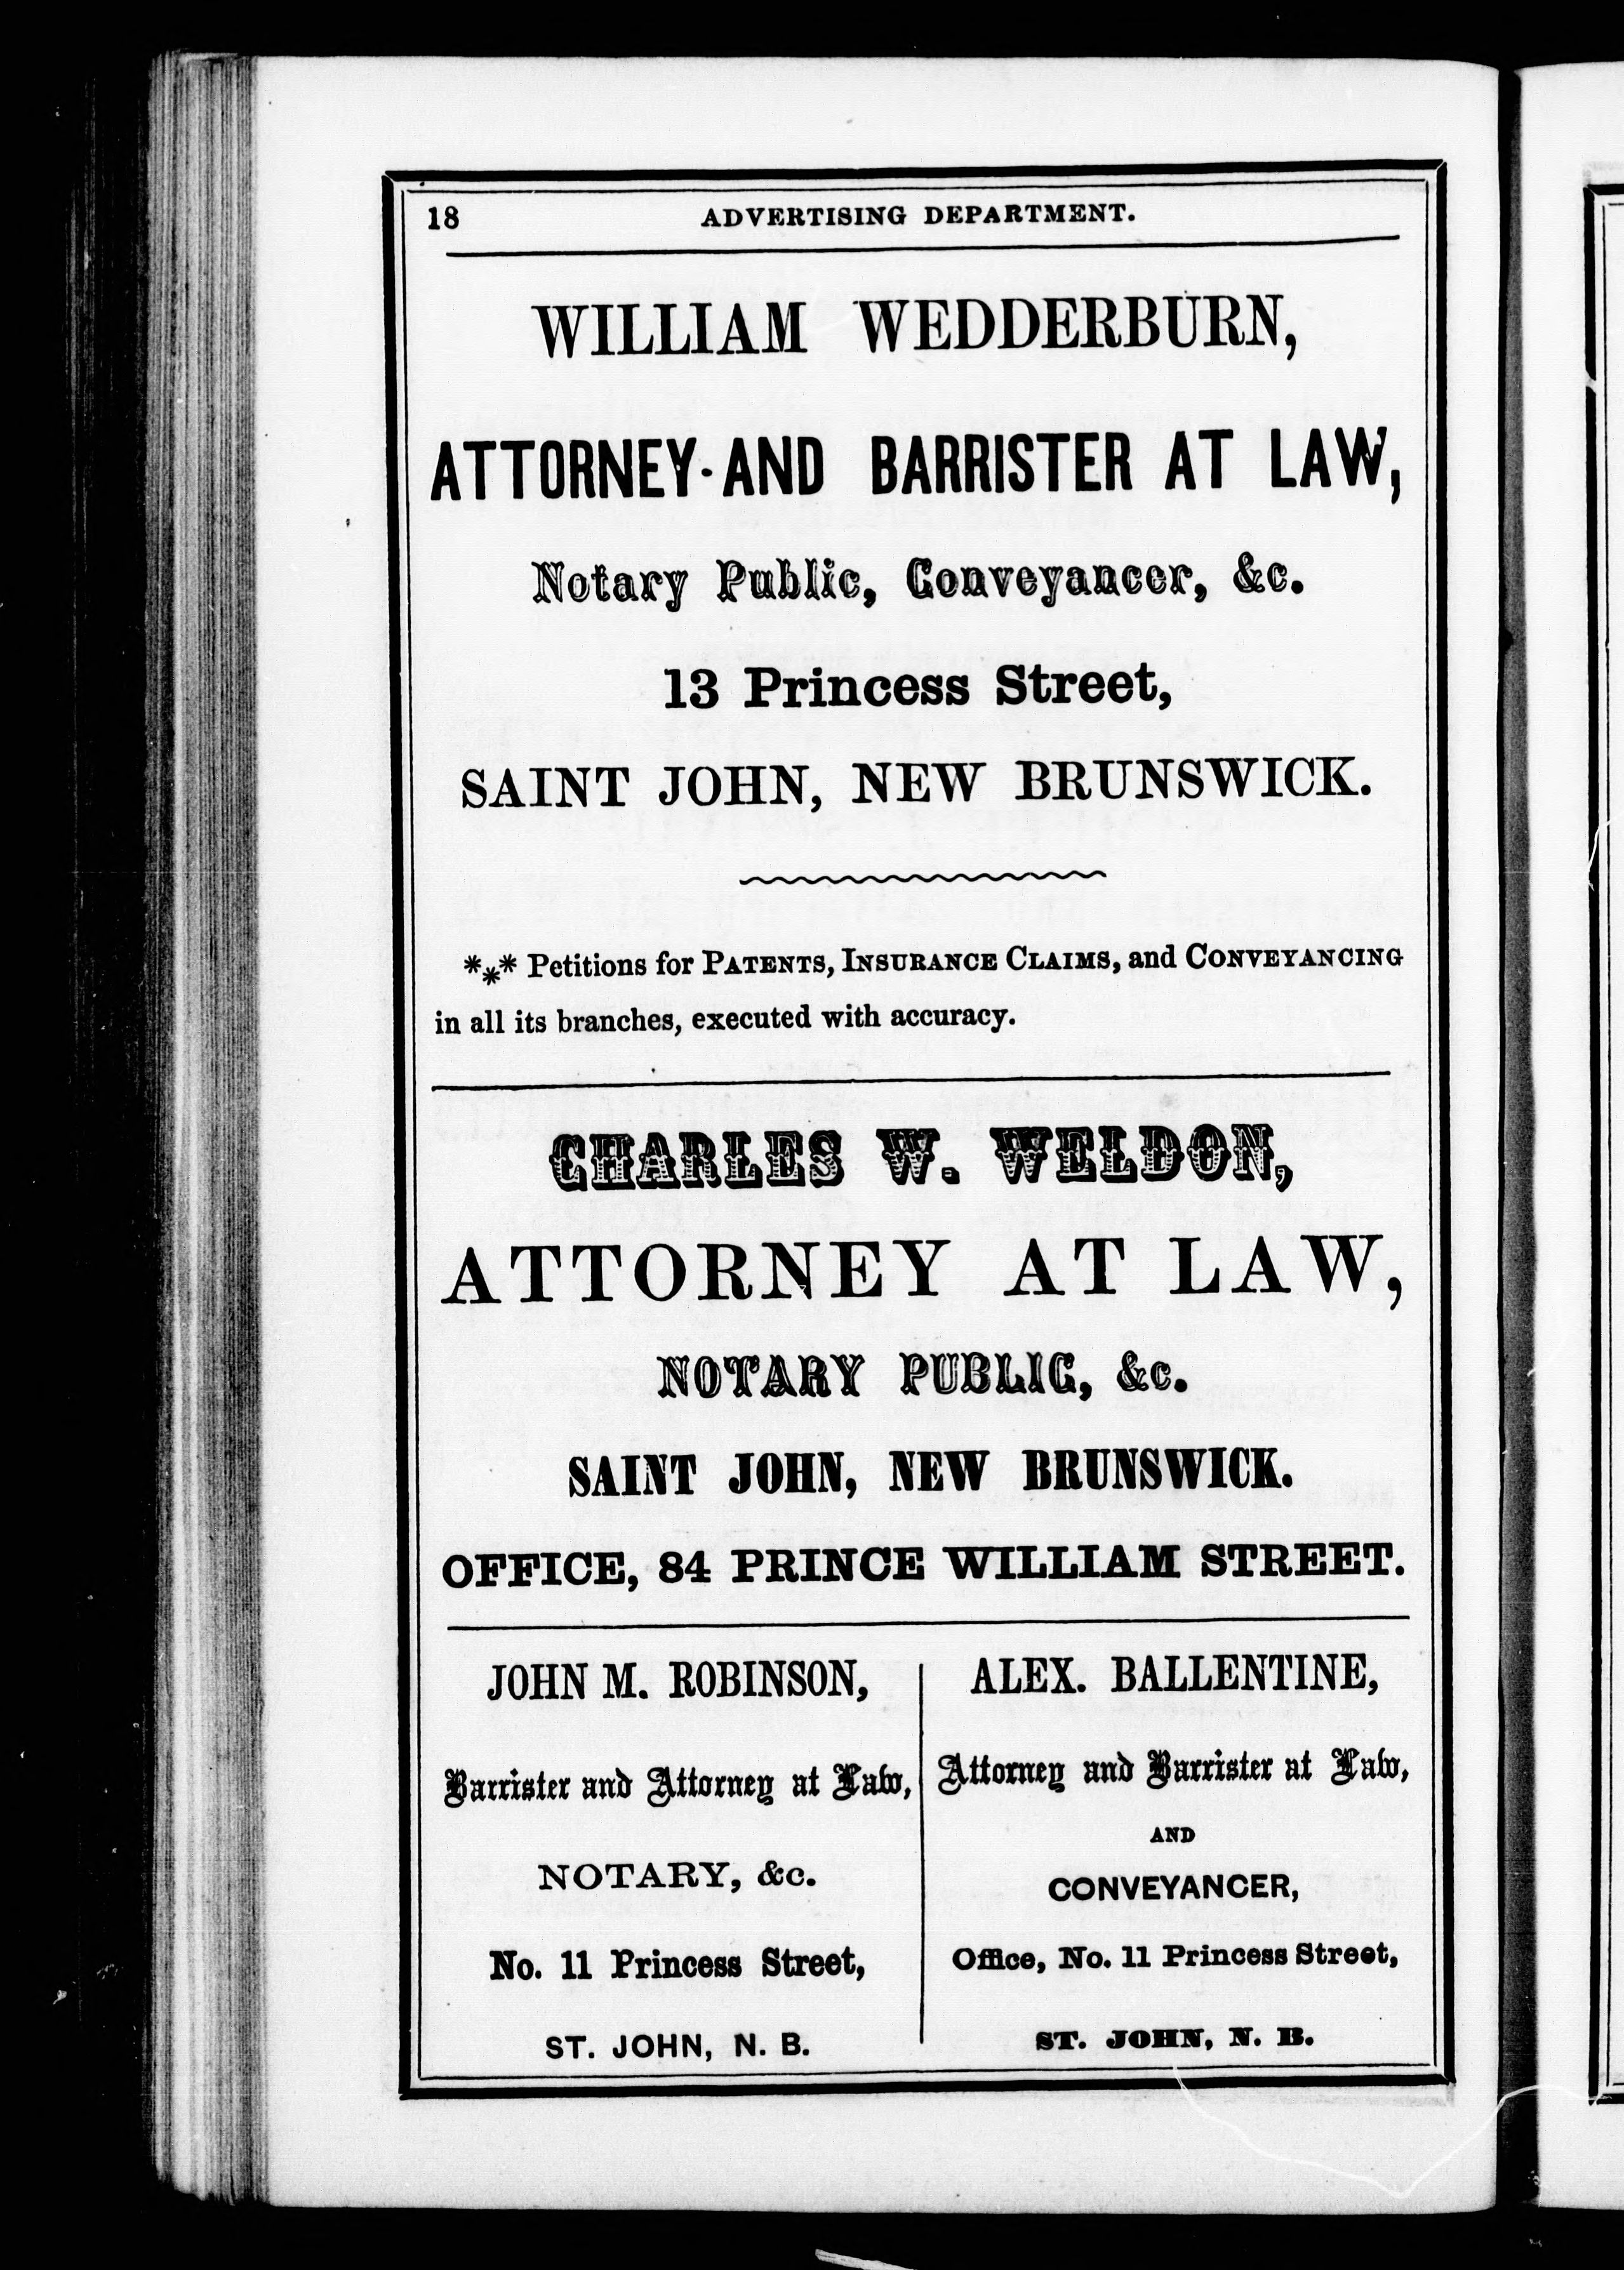 18 ADVERTISING DEPARTMENT.
WILLIAM WEDDERBURN,
ATTORNEY AND BARRISTER AT LAW,
Notary Public, Conveyancer, &c.
13 Princess Street,
SAINT JOHN, NEW BRUNSWICK.
*** Petitions for PATENTS, INSURANCE CLAIMS, and CONVEYANCING
in all its branches, executed with accuracy.
CHARLES W. WELDON,
ATTORNEY AT LAW,
NOTARY PUBLIC, &c.
SAINT JOHN, NEW BRUNSWICK.
OFFICE, 84 PRINCE WILLIAM STREET.
JOHN M. ROBINSON,
Barrister and Attorney at Law,
NOTARY, &c.
No. 11 Princess Street,
ST. JOHN, N. B.
ALEX. BALLENTINE,
Attorney and Barrister at Law,
AND
CONVEYANCER,
Office, No. 11 Princess Street,
ST. JOHN, N. B.